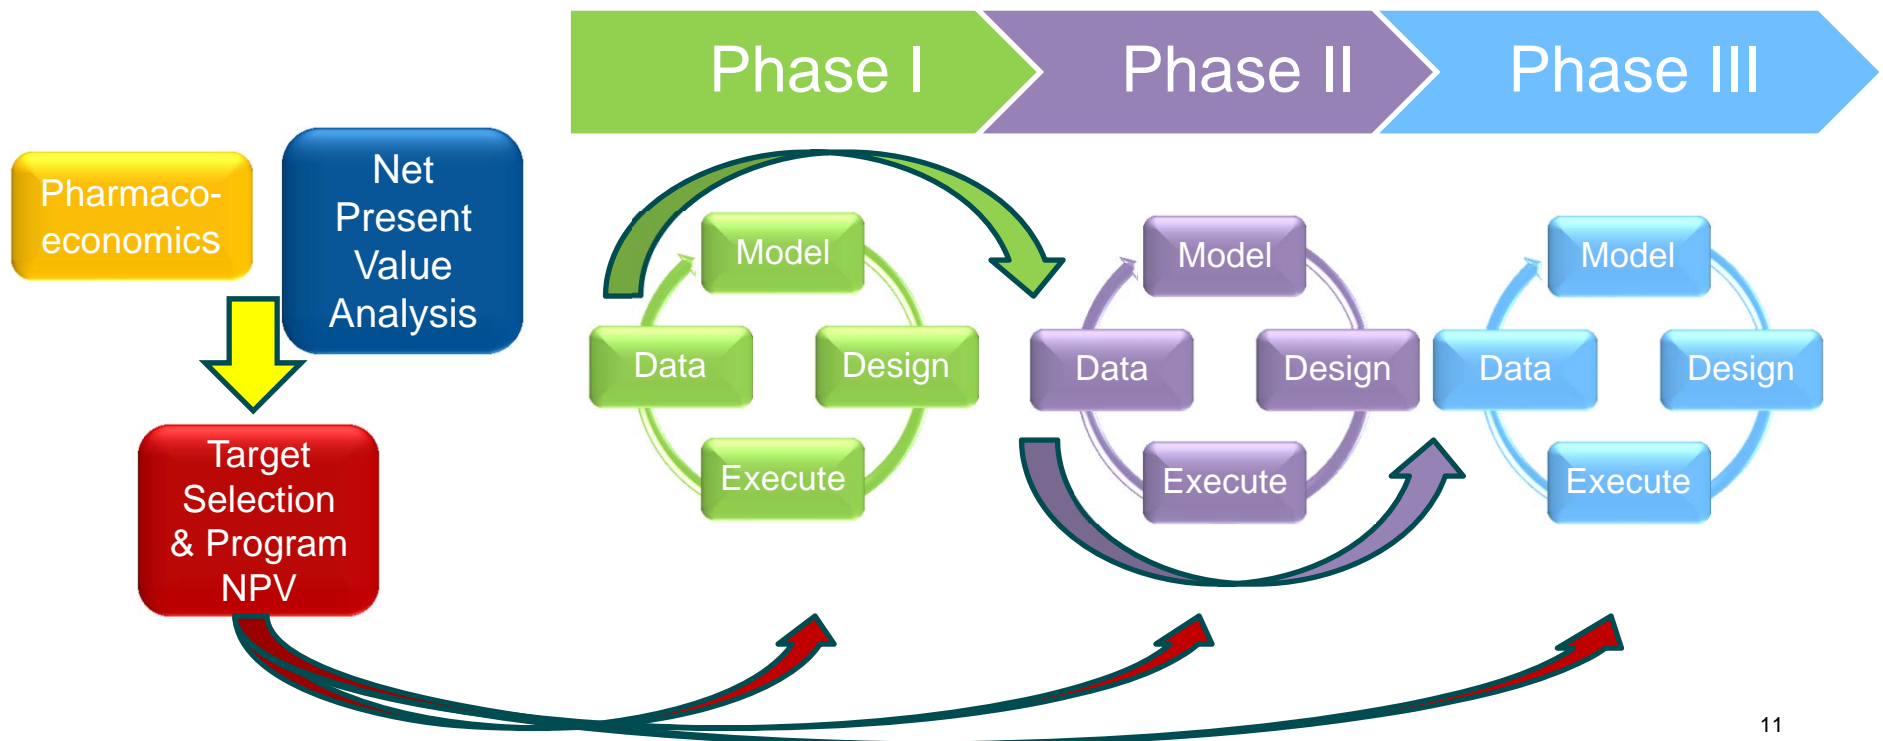 Phase I
Phase II
Phase III
Pharmaco-
economics
Net
Present
Value
Analysis
Target
Selection
& Program
NPV
Model
Data
Design
Execute
Model
Data
Design
Execute
Model
Data
Design
Execute
11